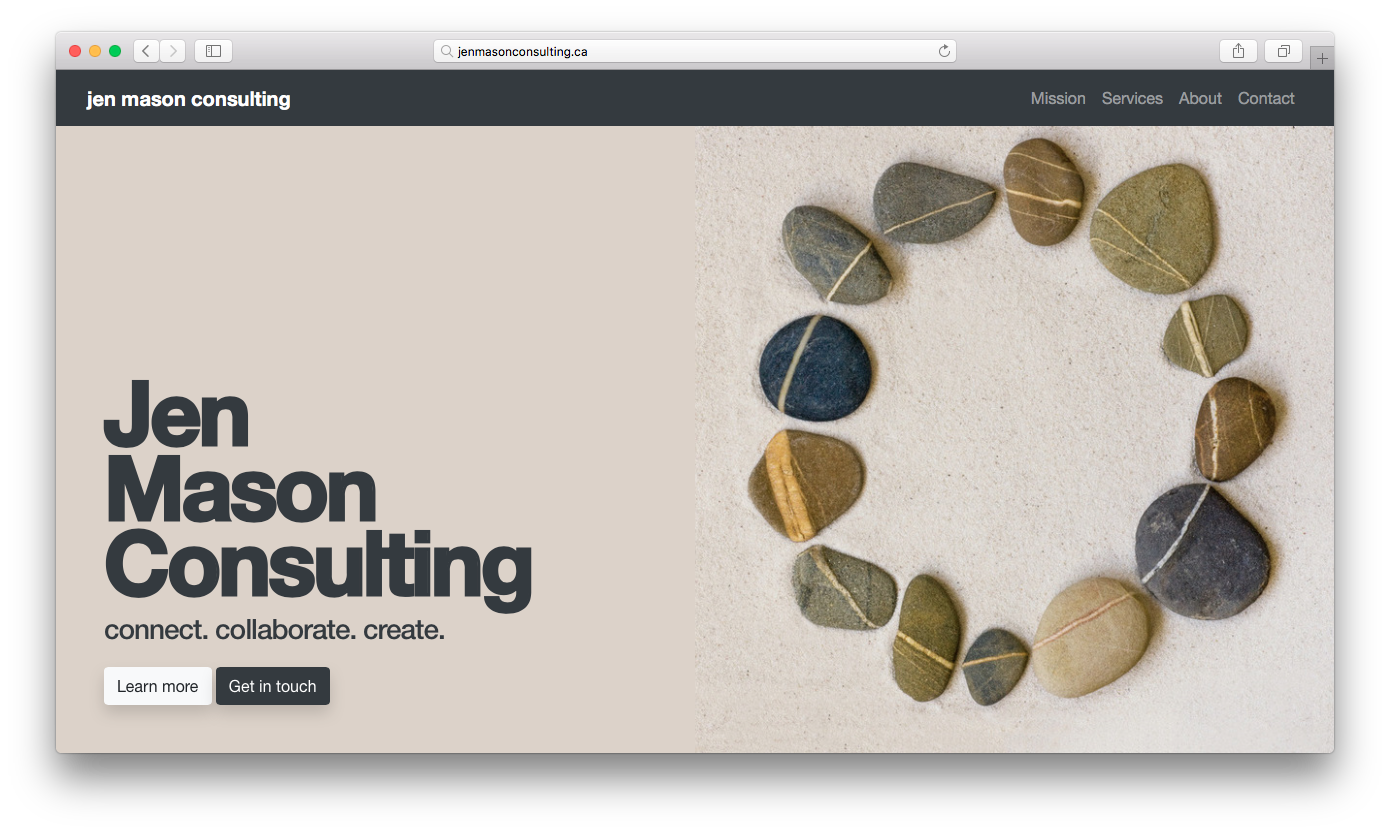 jenmasonconsulting.ca
jen mason consulting
Mission Services About Contact
Jen
Mason
Consulting
connect. collaborate. create.
Learn more Get in touch